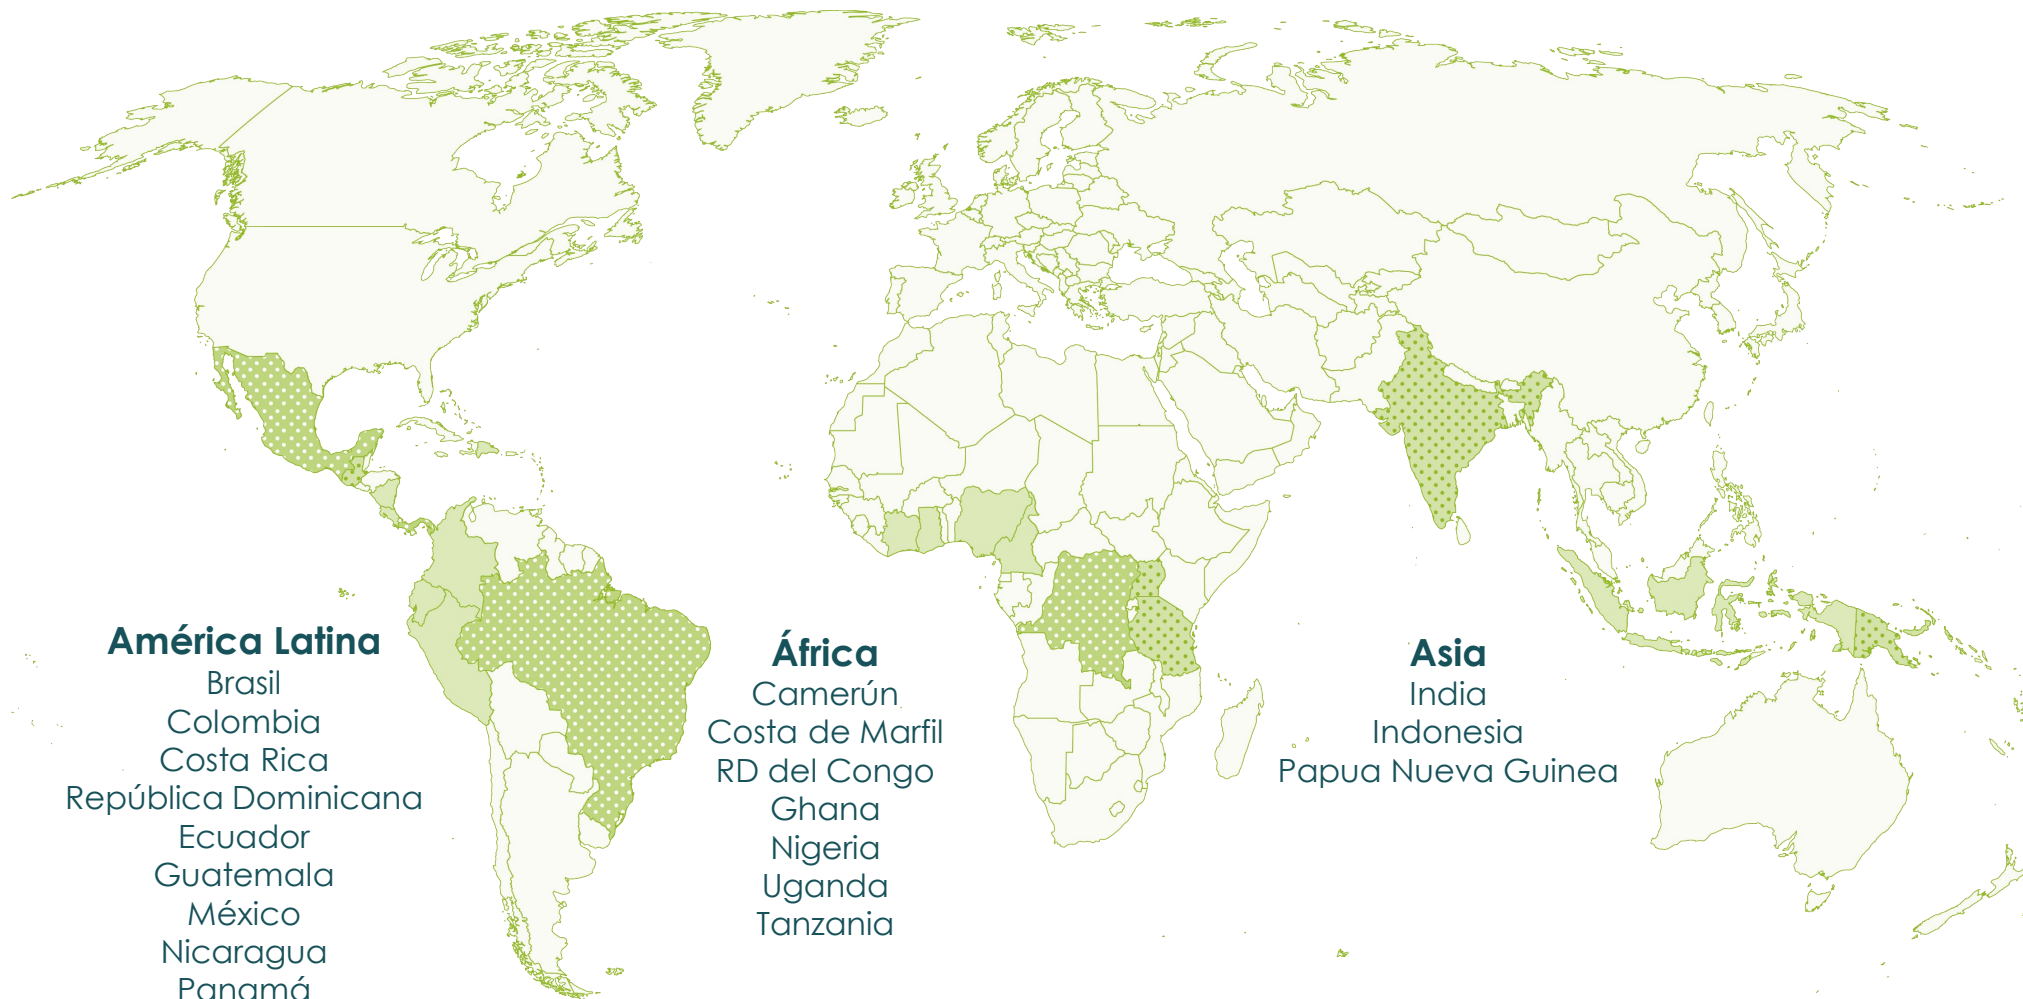 América Latina
Brasil
Colombia
Costa Rica
República Dominicana
Ecuador
Guatemala
México
Nicaragua
Panamá
África
Camerún
Costa de Marfil
RD del Congo
Ghana
Nigeria
Uganda
Tanzania
Asia
India
Indonesia
Papua Nueva Guinea